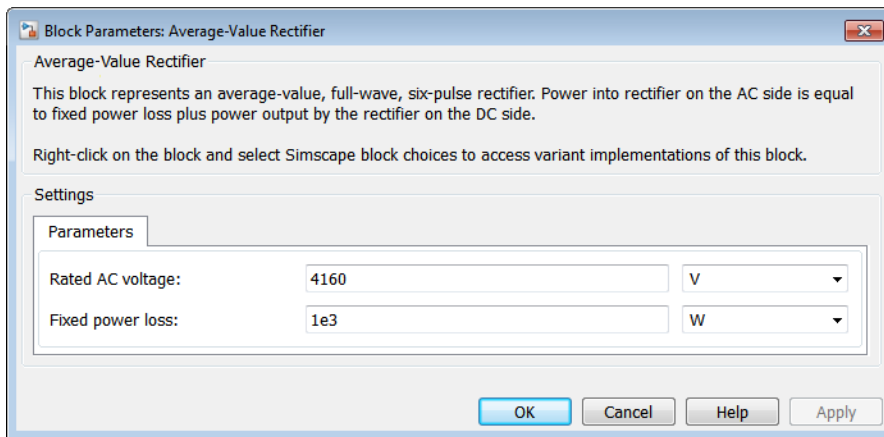 Block Parameters: Average-Value Rectifier
Average-Value Rectifier
This block represents an average-value, full-wave, six-pulse rectifier. Power into rectifier on the AC side is equal
to fixed power loss plus power output by the rectifier on the DC side.
Right-click on the block and select Simscape block choices to access variant implementations of this block.
Settings
Parameters
Rated AC voltage: 4160 V
Fixed power loss: 1e3 W
OK Cancel Help Apply